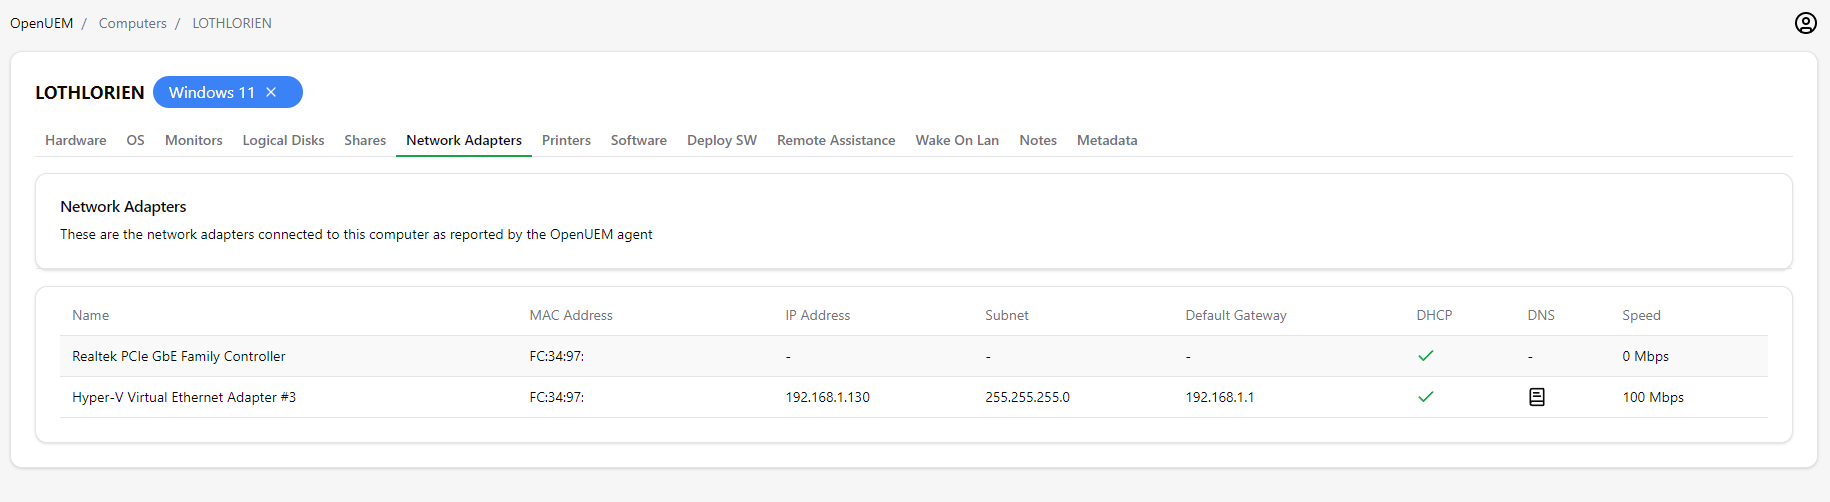 OpenUEM / Computers / LOTHLORIEN
LOTHLORIEN Windows 11 ×
Hardware OS Monitors Logical Disks Shares Network Adapters Printers Software Deploy SW Remote Assistance Wake On Lan Notes Metadata
Network Adapters
These are the network adapters connected to this computer as reported by the OpenUEM agent
Name MAC Address IP Address Subnet Default Gateway DHCP DNS Speed
Realtek PCIe GbE Family Controller FC:34:97: - - - ✓ - 0 Mbps
Hyper-V Virtual Ethernet Adapter #3 FC:34:97: 192.168.1.130 255.255.255.0 192.168.1.1 ✓ 100 Mbps